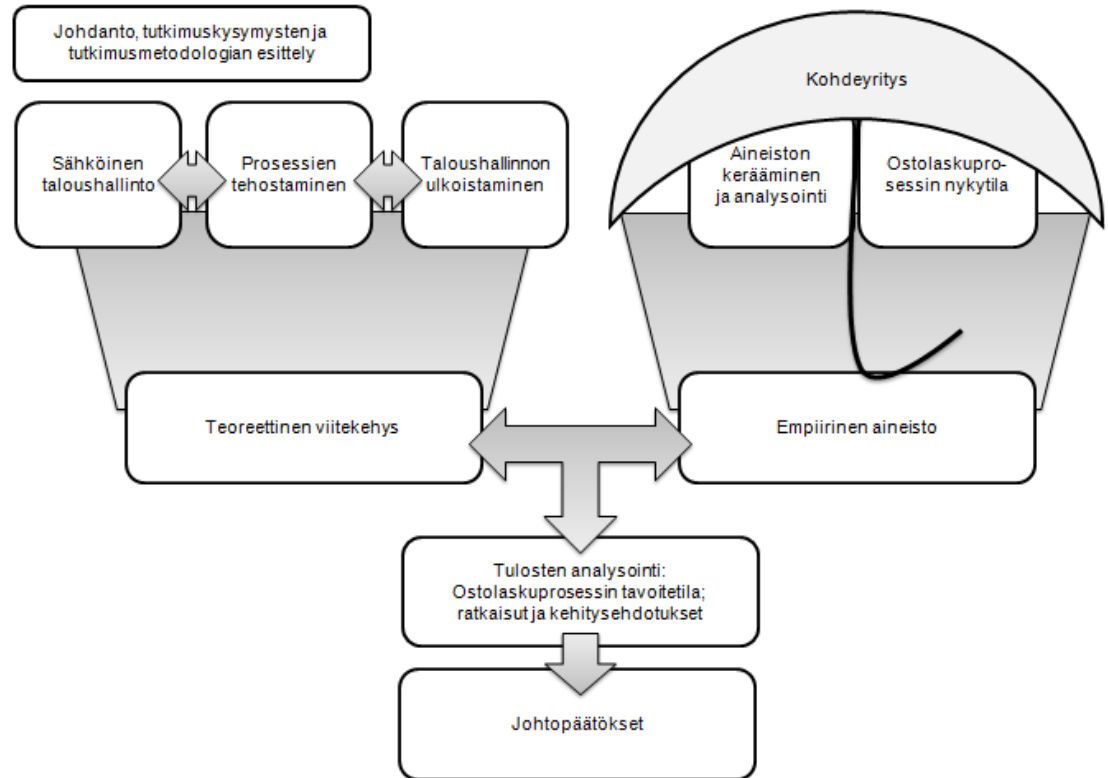 Johdanto, tutkimuskysymysten ja
tutkimusmetodologian esittely
Sähköinen
taloushallinto
Prosessien
tehostaminen
Taloushallinnon
ulkoistaminen
Kohdeyritys
Aineiston
kerääminen
ja analysointi
Ostolaskupro-
sessin nykytila
Teoreettinen viitekehys
Empiirinen aineisto
Tulosten analysointi:
Ostolaskuprosessin tavoitetila;
ratkaisut ja kehitysehdotukset
Johtopäätökset